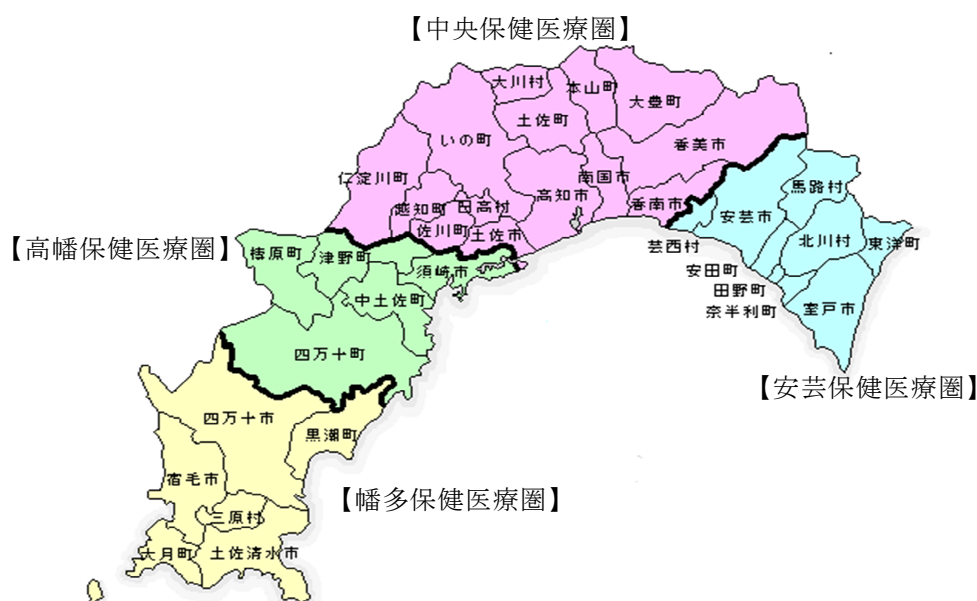 【中央保健医療圏】
大川村
本山町
大豊町
土佐町
いの町
香美市
仁淀川町
南国市
高知市
馬路村
越知町
日高村
香南市
安芸市
佐川町
土佐市
北川村
東洋町
【高幡保健医療圏】
梼原町
津野町
芸西村
須崎市
安田町
田野町
中土佐町
奈半利町
室戸市
四万十町
【安芸保健医療圏】
四万十市
黒潮町
宿毛市
【幡多保健医療圏】
三原村
大月町
土佐清水市